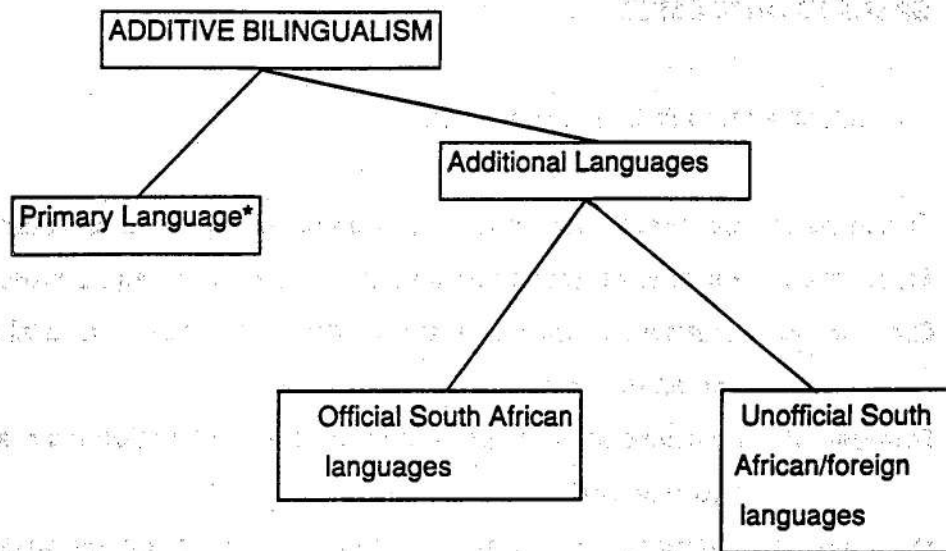 ADDITIVE BILINGUALISM
Additional Languages
Primary Language*
Official South African
languages
Unofficial South
African/foreign
languages